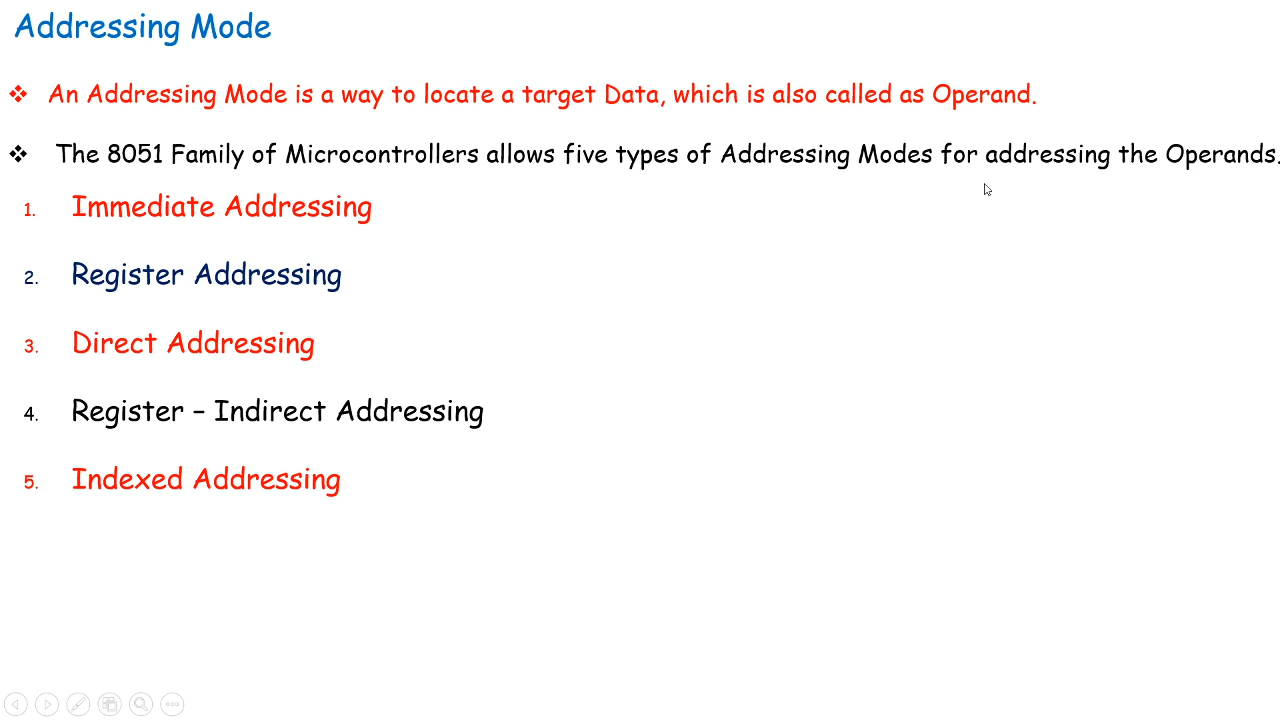 Addressing Mode
❖ An Addressing Mode is a way to locate a target Data, which is also called as Operand.
❖ The 8051 Family of Microcontrollers allows five types of Addressing Modes for addressing the Operands.
1. Immediate Addressing
2. Register Addressing
3. Direct Addressing
4. Register – Indirect Addressing
5. Indexed Addressing